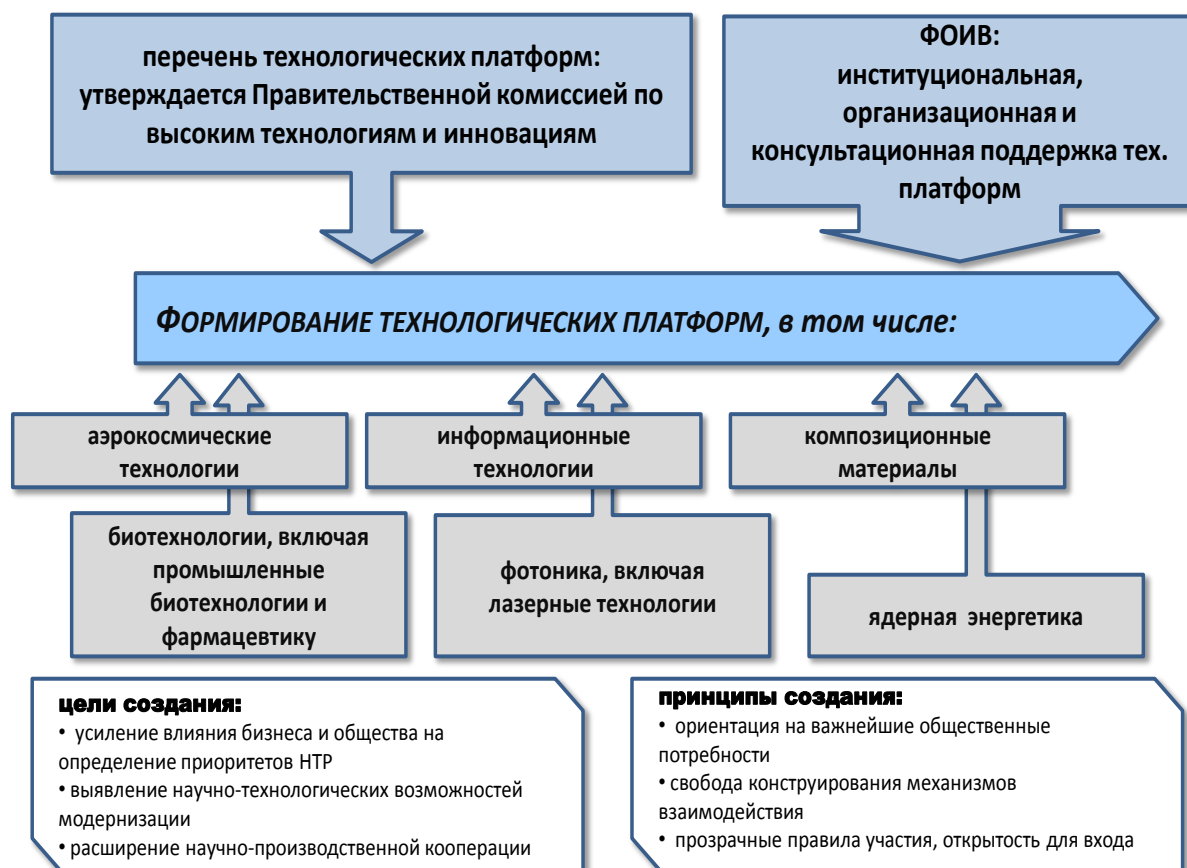 перечень технологических платформ:
утверждается Правительственной комиссией по
высоким технологиям и инновациям
ФОИВ:
институциональная,
организационная и
консультационная поддержка тех.
платформ
ФОРМИРОВАНИЕ ТЕХНОЛОГИЧЕСКИХ ПЛАТФОРМ, в том числе:
аэрокосмические
технологии
информационные
технологии
композиционные
материалы
биотехнологии, включая
промышленные
биотехнологии и
фармацевтику
фотоника, включая
лазерные технологии
ядерная энергетика
цели создания:
• усиление влияния бизнеса и общества на
определение приоритетов НТР
• выявление научно-технологических возможностей
модернизации
• расширение научно-производственной кооперации
принципы создания:
• ориентация на важнейшие общественные
потребности
• свобода конструирования механизмов
взаимодействия
• прозрачные правила участия, открытость для входа